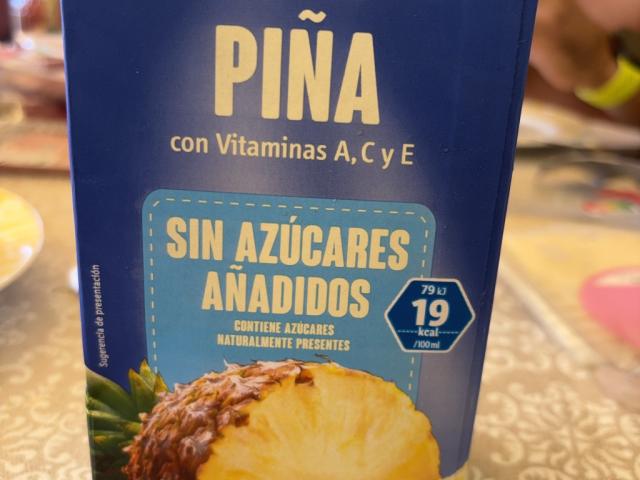 PIÑA
con Vitaminas A, C y E
SIN AZÚCARES
AÑADIDOS
CONTIENE AZÚCARES
NATURALMENTE PRESENTES
79 kJ
19
kcal
/100 ml
Sugerencia de presentación